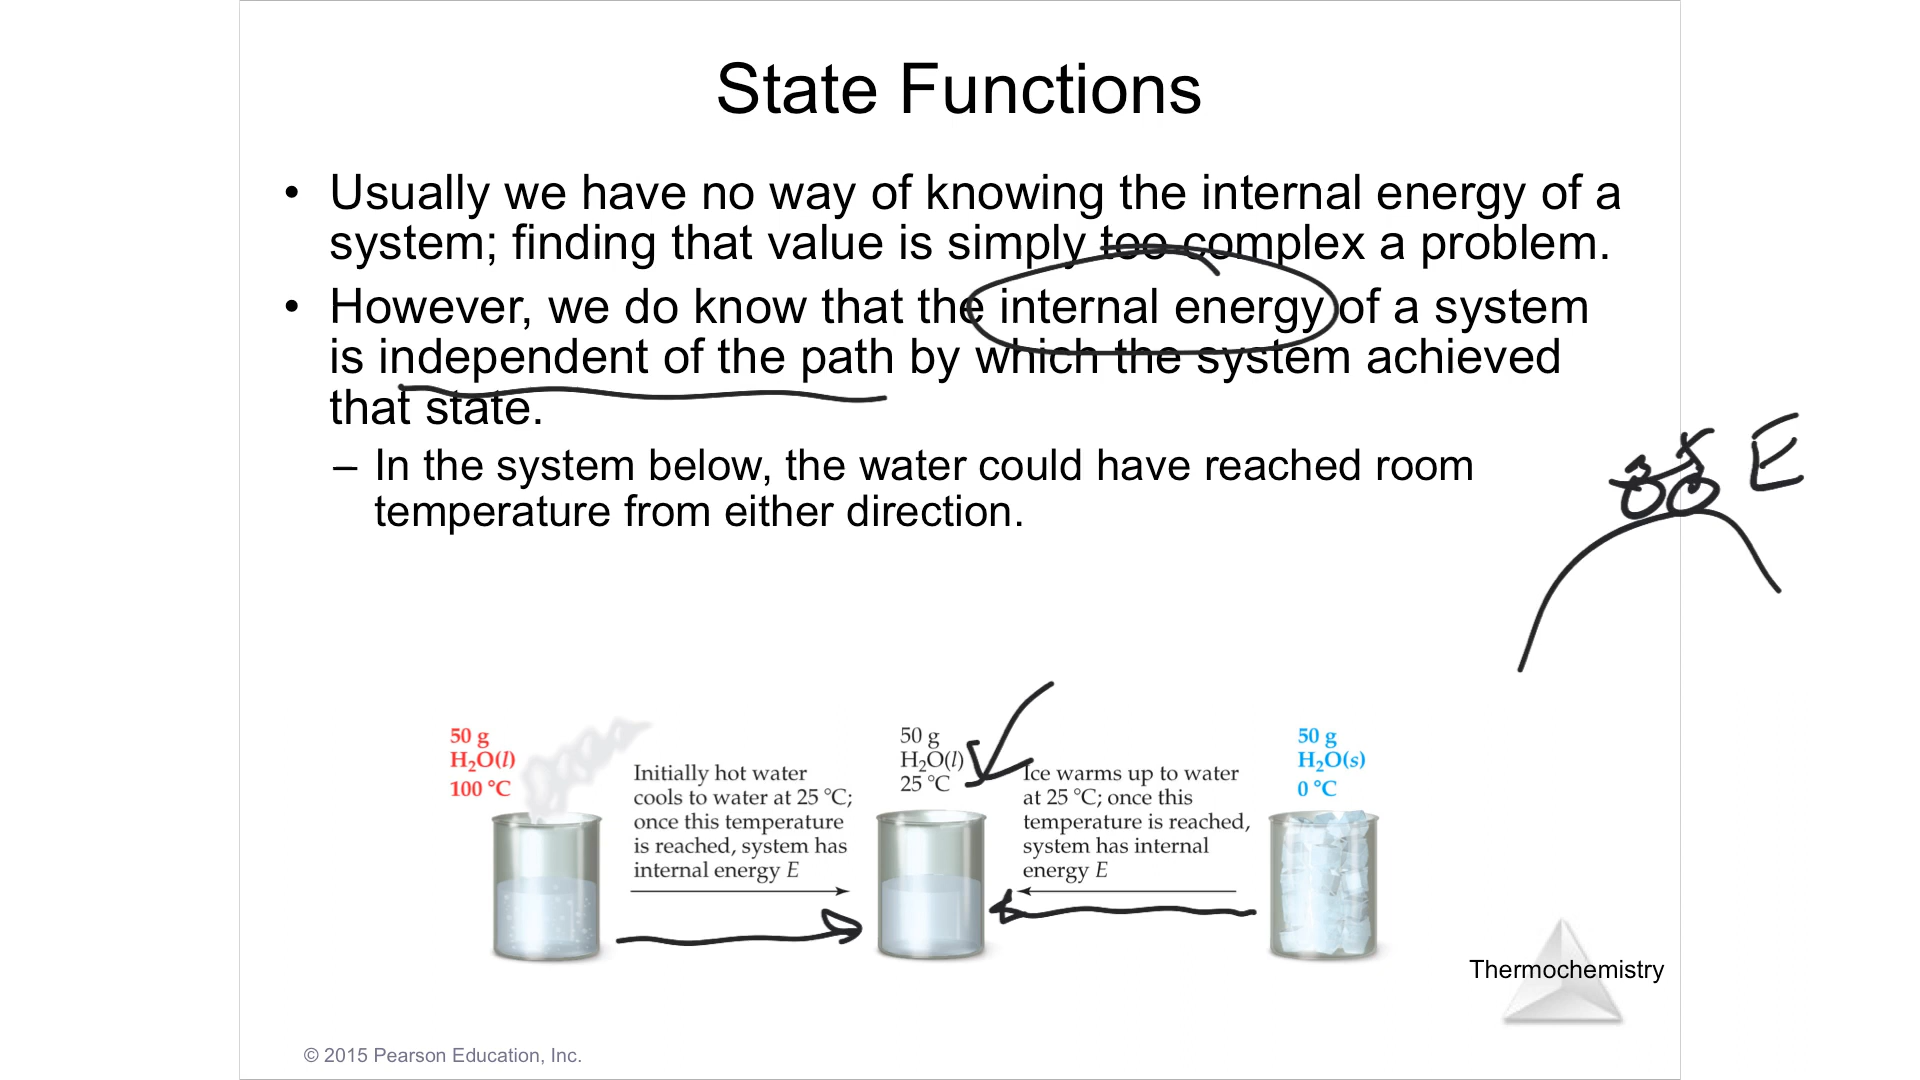 State Functions
• Usually we have no way of knowing the internal energy of a
system; finding that value is simply too complex a problem.
• However, we do know that the internal energy of a system
is independent of the path by which the system achieved
that state.
– In the system below, the water could have reached room
temperature from either direction.
E
50 g
H₂O(l)
100 °C
Initially hot water
cools to water at 25 °C;
once this temperature
is reached, system has
internal energy E
50 g
H₂O(l)
25 °C
Ice warms up to water
at 25 °C; once this
temperature is reached,
system has internal
energy E
50 g
H₂O(s)
0 °C
Thermochemistry
© 2015 Pearson Education, Inc.